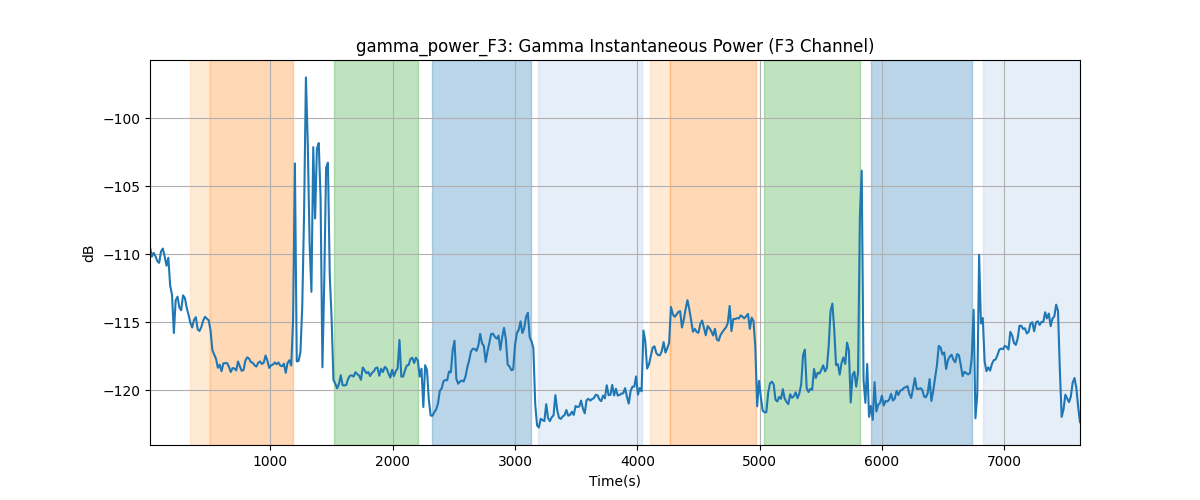 gamma_power_F3: Gamma Instantaneous Power (F3 Channel)
−100
−105
−110
−115
−120
dB
1000 2000 3000 4000 5000 6000 7000
Time(s)